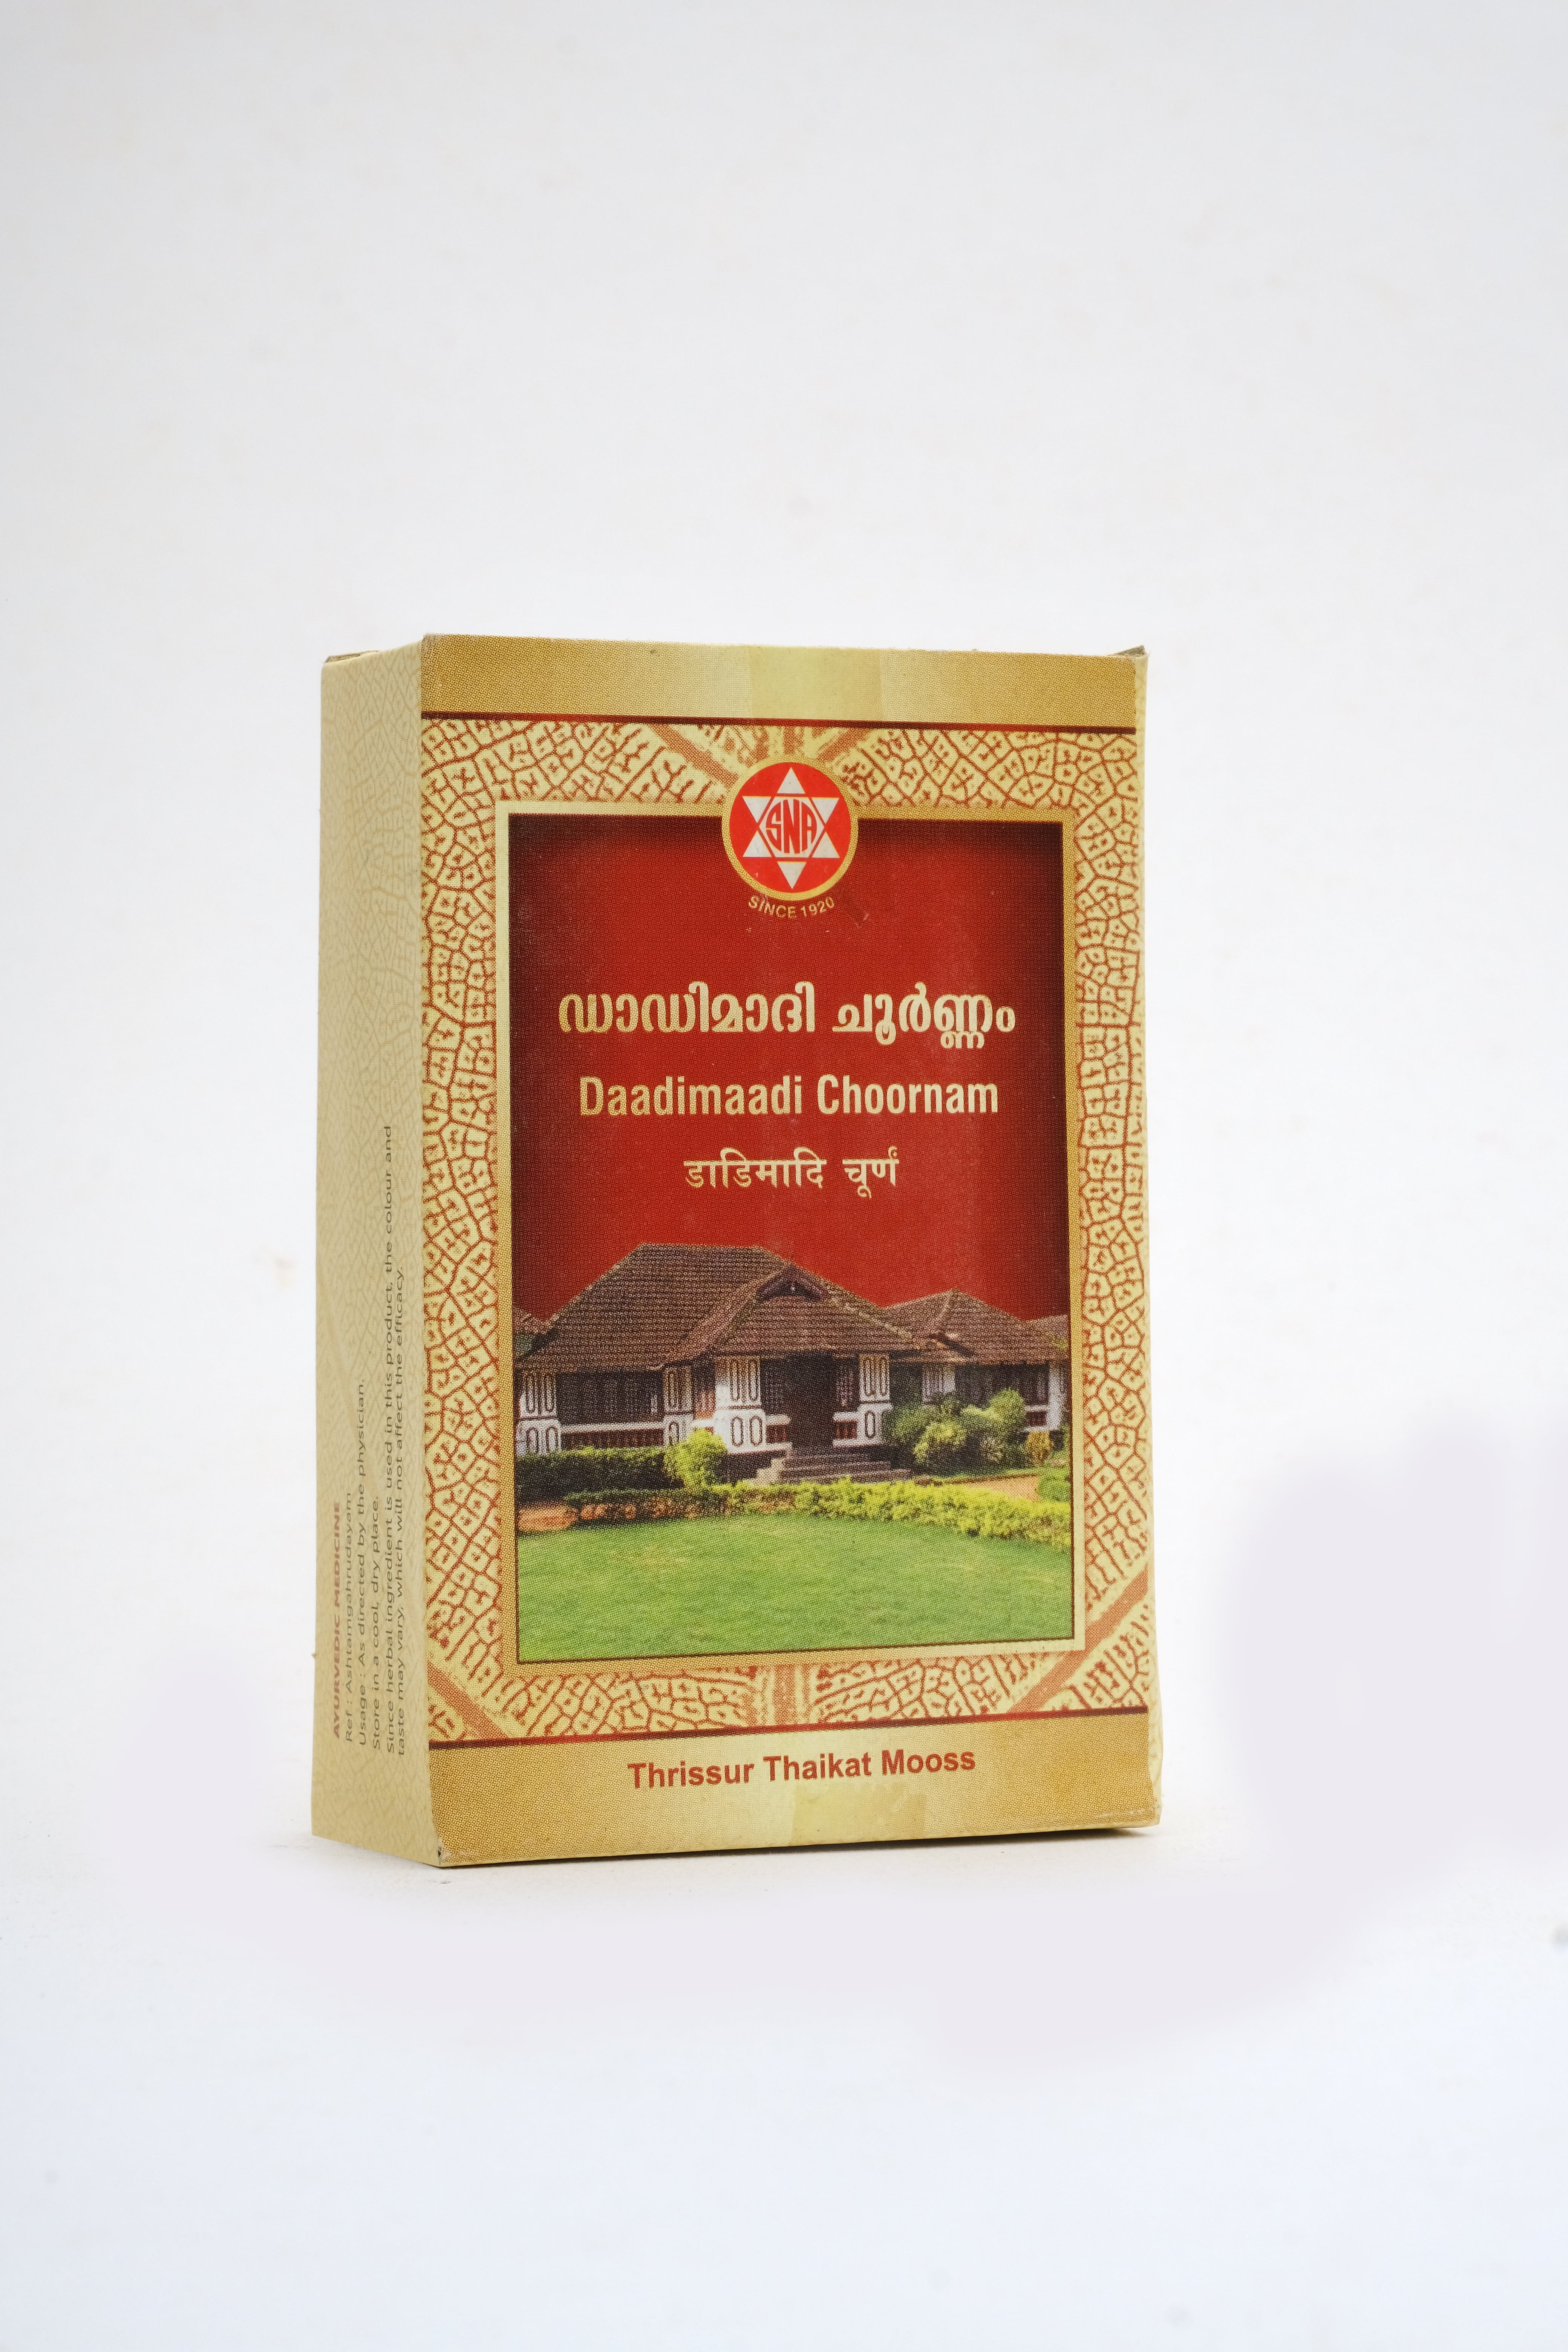 SNA
SINCE 1920
ഡാഡിമാദി ചൂർണ്ണം
Daadimaadi Choornam
डाडिमादि चूर्णं
Thrissur Thaikat Mooss
AYURVEDIC MEDICINE
Ref : Ashtamgahrudayam
Usage : As directed by the physician.
Store in a cool, dry place.
Since herbal ingredient is used in this product, the colour and
taste may vary, which will not affect the efficacy.